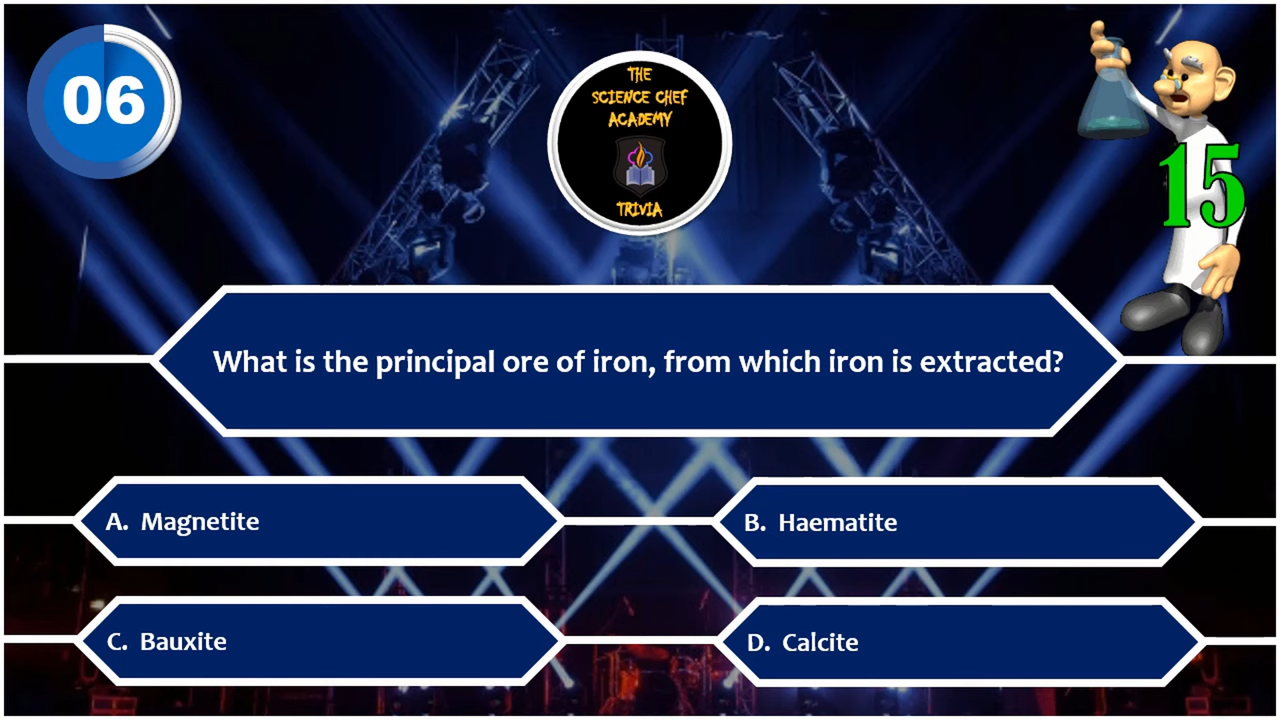 06
THE
SCIENCE CHEF
ACADEMY
TRIVIA
15
What is the principal ore of iron, from which iron is extracted?
A. Magnetite
B. Haematite
C. Bauxite
D. Calcite